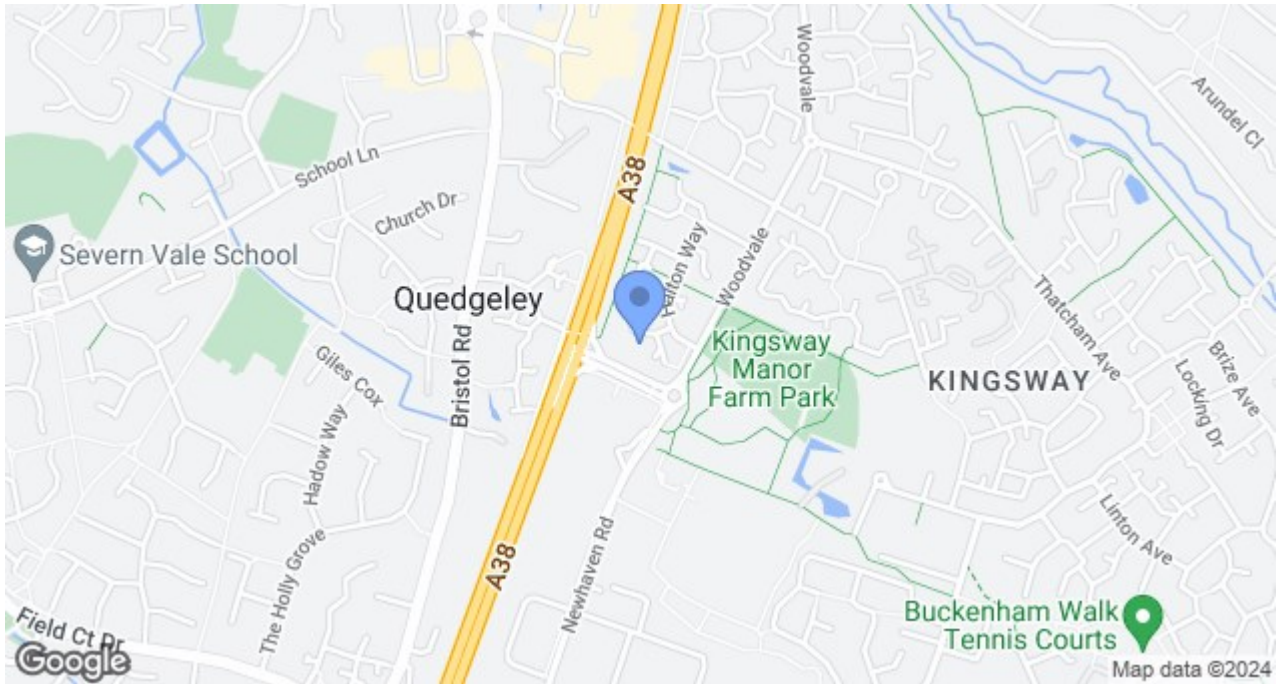 Woodvale
Arundel Cl
School Ln
A38
Church Dr
Severn Vale School
Halton Way
Woodvale
Quedgeley
Thatcham Ave
Bristol Rd
Kingsway
Manor
Farm Park
KINGSWAY
Brize Ave
Locking Dr
Giles Cox
Hadow Way
Linton Ave
A38
Newhaven Rd
The Holly Grove
Buckenham Walk
Tennis Courts
Field Ct Dr
Google
Map data ©2024